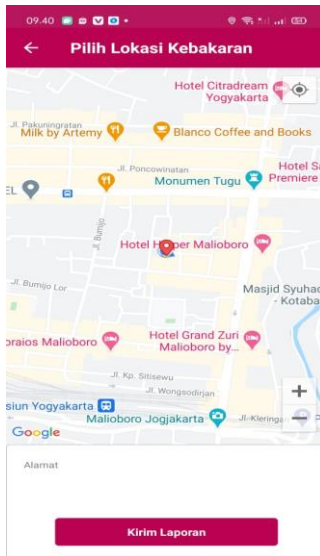 09.40
Pilih Lokasi Kebakaran
Hotel Citradream
Yogyakarta
Jl. Pakuningratan
Milk by Artemy
Blanco Coffee and Books
Jl. Poncowinatan
Hotel Sa
Monumen Tugu
Premiere
EL
Jl. Bumijo
Hotel H per Malioboro
Jl. Bumijo Lor
Masjid Syuhad
- Kotaba
Hotel Grand Zuri
Malioboro by...
oraios Malioboro
Jl. Kp. Sitisewu
Jl. Wongsodirjan
siun Yogyakarta
Malioboro Jogjakarta
Jl. Kleringa
Google
Alamat
Kirim Laporan